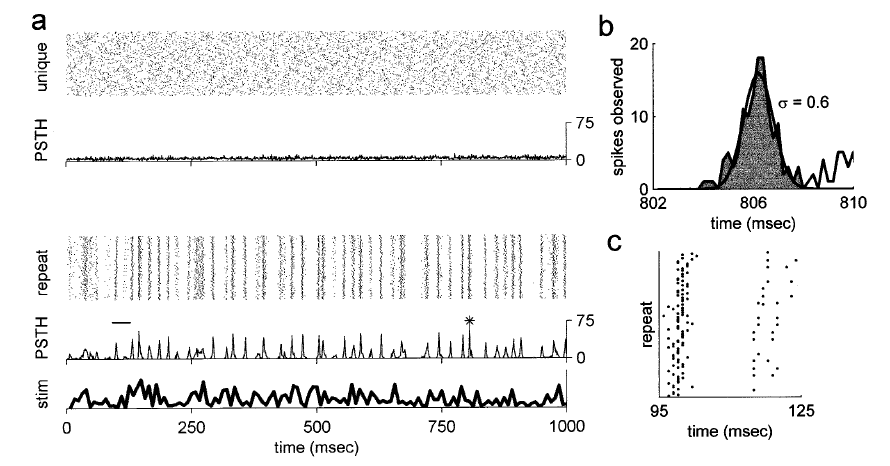 a
unique
PSTH
75
0
repeat
PSTH
75
0
*
stim
0 250 500 750 1000
time (msec)
b
spikes observed
20
10
0
σ = 0.6
802 806 810
time (msec)
c
repeat
95 125
time (msec)